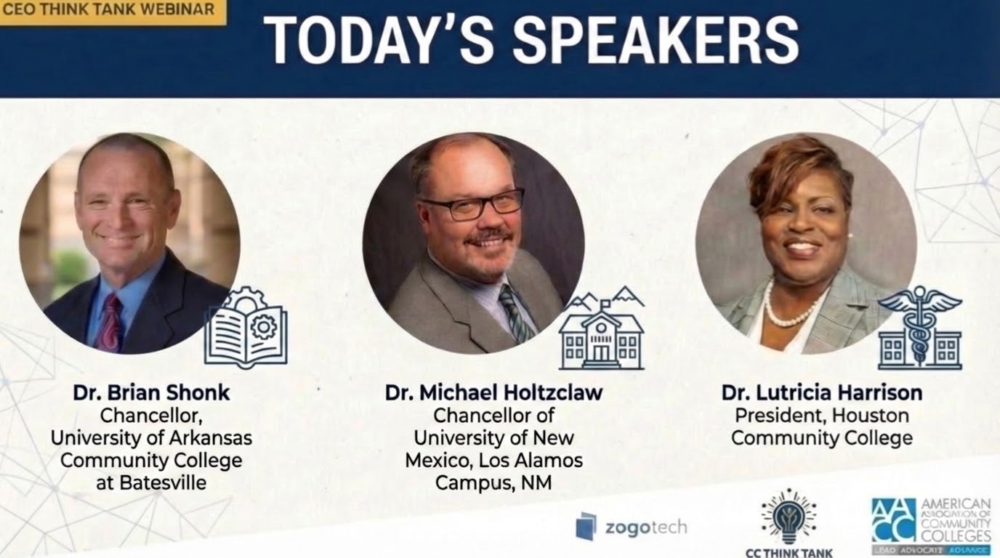 CEO THINK TANK WEBINAR
TODAY'S SPEAKERS
Dr. Brian Shonk
Chancellor,
University of Arkansas
Community College
at Batesville
Dr. Michael Holtzclaw
Chancellor of
University of New
Mexico, Los Alamos
Campus, NM
Dr. Lutricia Harrison
President, Houston
Community College
zogotech
CC THINK TANK
AACC
AMERICAN
ASSOCIATION OF
COMMUNITY
COLLEGES
LEAD ADVOCATE ADVANCE